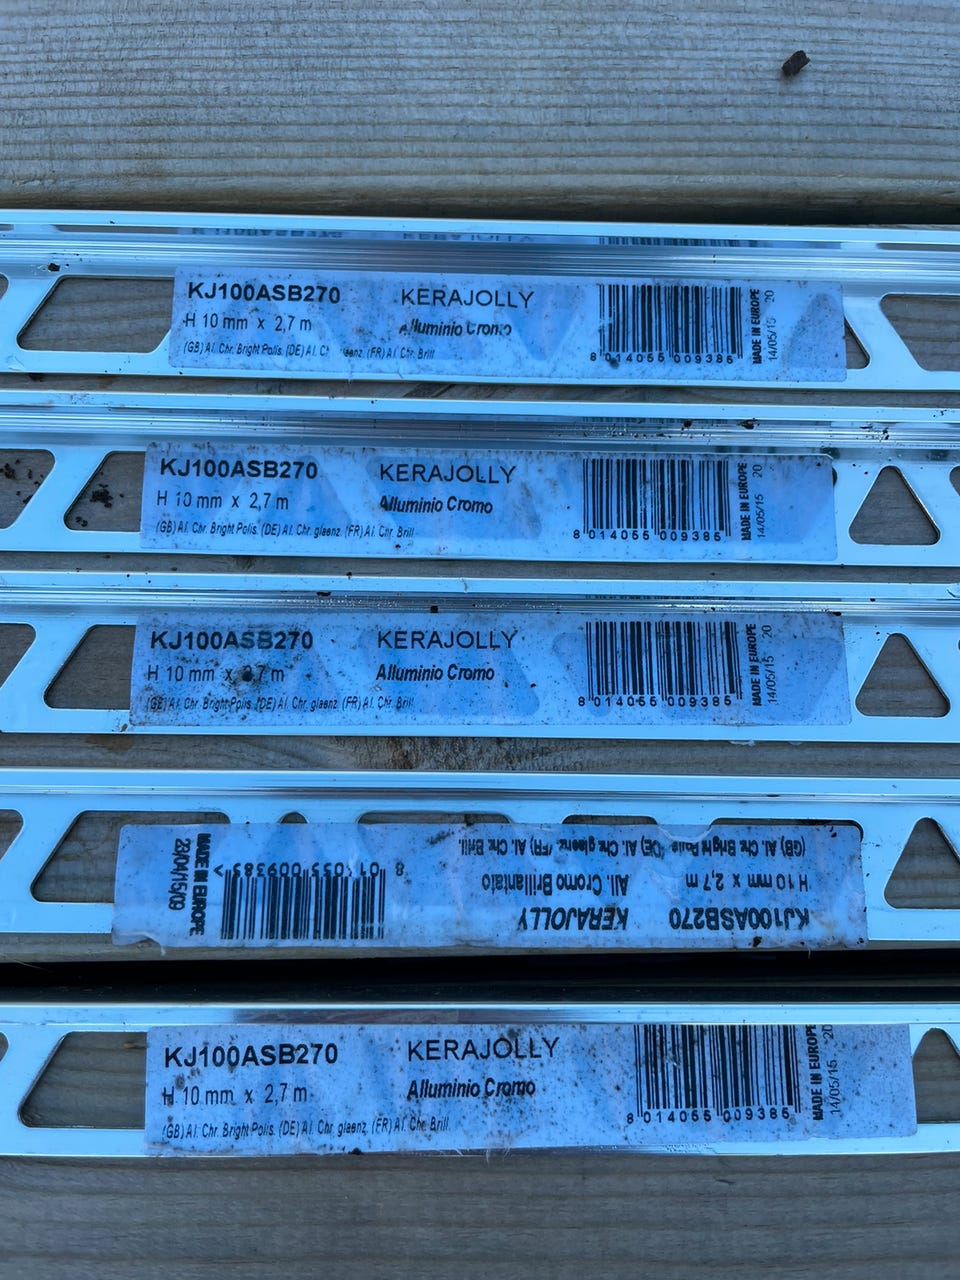 KJ100ASB270 KERAJOLLY
H 10 mm x 2,7 m Alluminio Cromo
(GB) Al. Chr. Bright Polis. (DE) Al. (FR) Al. Chr. Brill
8 014055 009385
MADE IN EUROPE
14/05/15 20
KJ100ASB270 KERAJOLLY
H 10 mm x 2,7 m Alluminio Cromo
(GB) Al. Chr. Bright Polis. (DE) Al. Chr. glaenz. (FR) Al. Chr. Brill
8 014055 009385
MADE IN EUROPE
14/05/15 20
KJ100ASB270 KERAJOLLY
H 10 mm x 2,7 m Alluminio Cromo
(GB) Al. Chr. Bright Polis. (DE) Al. Chr. glaenz. (FR) Al. Chr. Brill
8 014055 009385
MADE IN EUROPE
14/05/15 20
KJ100ASB270 KERAJOLLY
H 10 mm x 2,7 m All. Cromo Brillantato
(GB) Al. Chr. Bright Polis (DE) Al. Chr. glaenz. (FR) Al. Chr. Brill.
8 014055 009385 >
MADE IN EUROPE
KJ100ASB270 KERAJOLLY
H 10 mm x 2,7 m Alluminio Cromo
(GB) Al. Chr. Bright Polis. (DE) Al. Chr. glaenz. (FR) Al. Chr. Brill.
8 014055 009385
MADE IN EUROPE
14/05/15 20